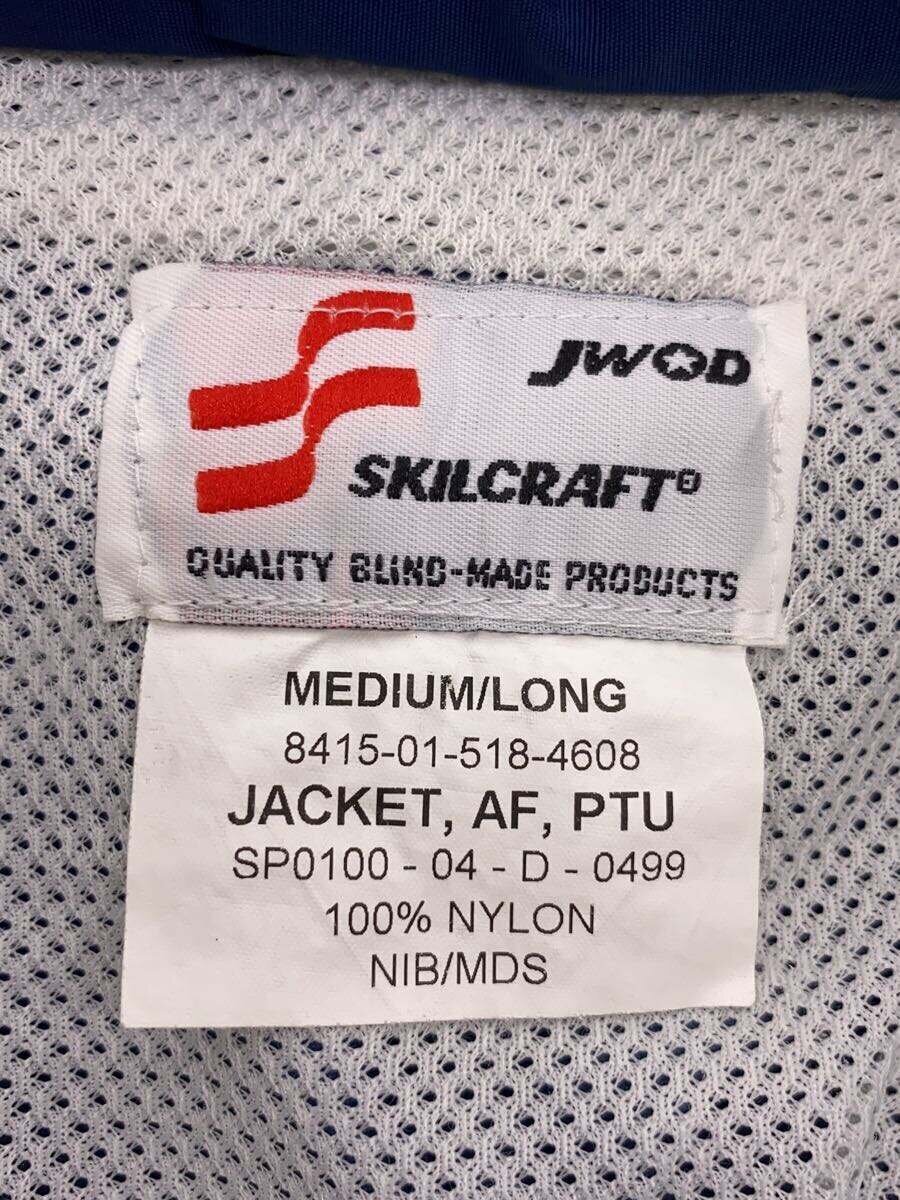 JWOD
SKILCRAFT®
QUALITY BLIND-MADE PRODUCTS
MEDIUM/LONG
8415-01-518-4608
JACKET, AF, PTU
SP0100 - 04 - D - 0499
100% NYLON
NIB/MDS